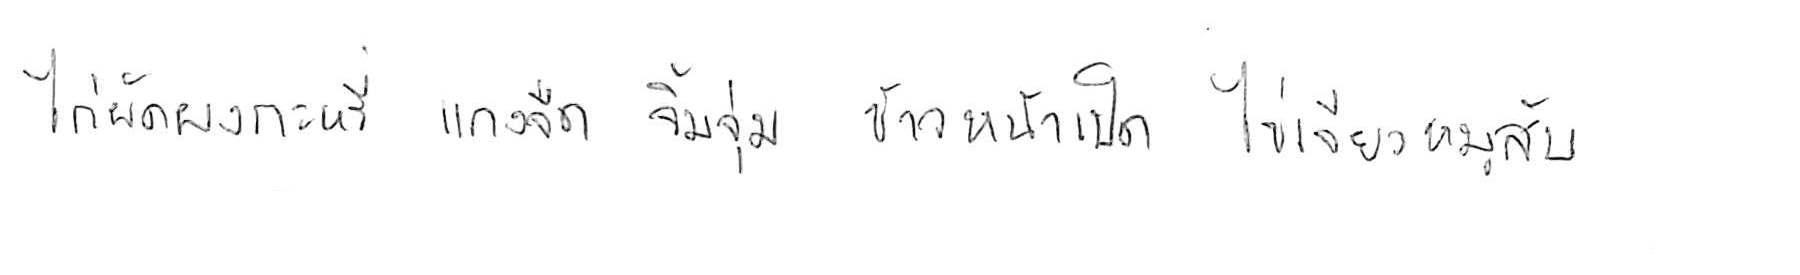 ไก่ผัดผงกะหรี่ แกงจืด จิ้มจุ่ม ข้าวหน้าเป็ด ไข่เจียวหมูสับ